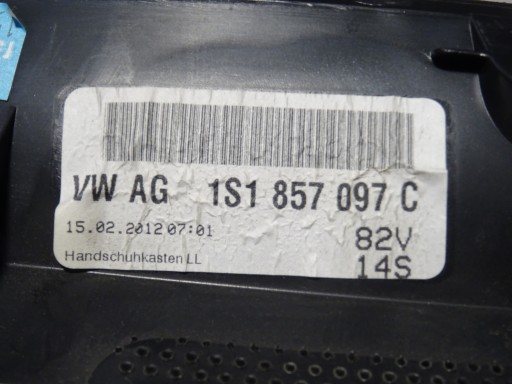 VW AG 1S1 857 097 C
15.02.2012 07:01 82V
Handschuhkasten LL 14S